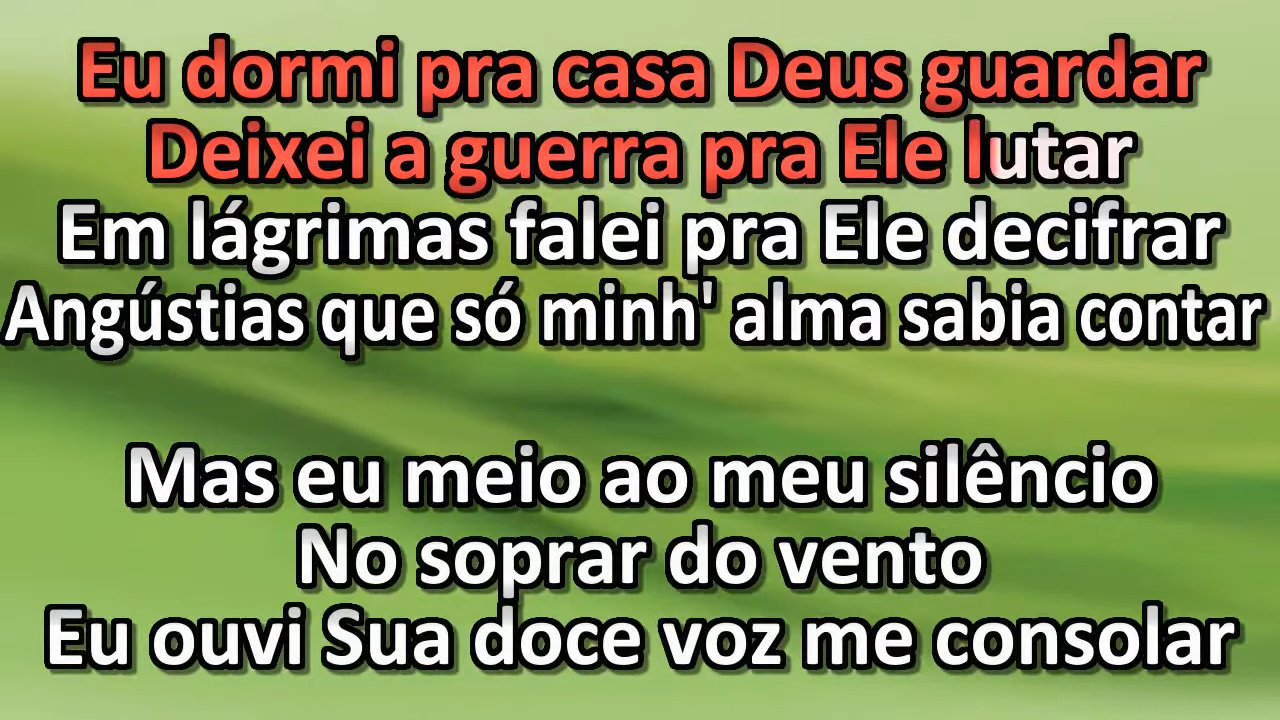 Eu dormi pra casa Deus guardar
Deixei a guerra pra Ele lutar
Em lágrimas falei pra Ele decifrar
Angústias que só minh' alma sabia contar
Mas eu meio ao meu silêncio
No soprar do vento
Eu ouvi Sua doce voz me consolar